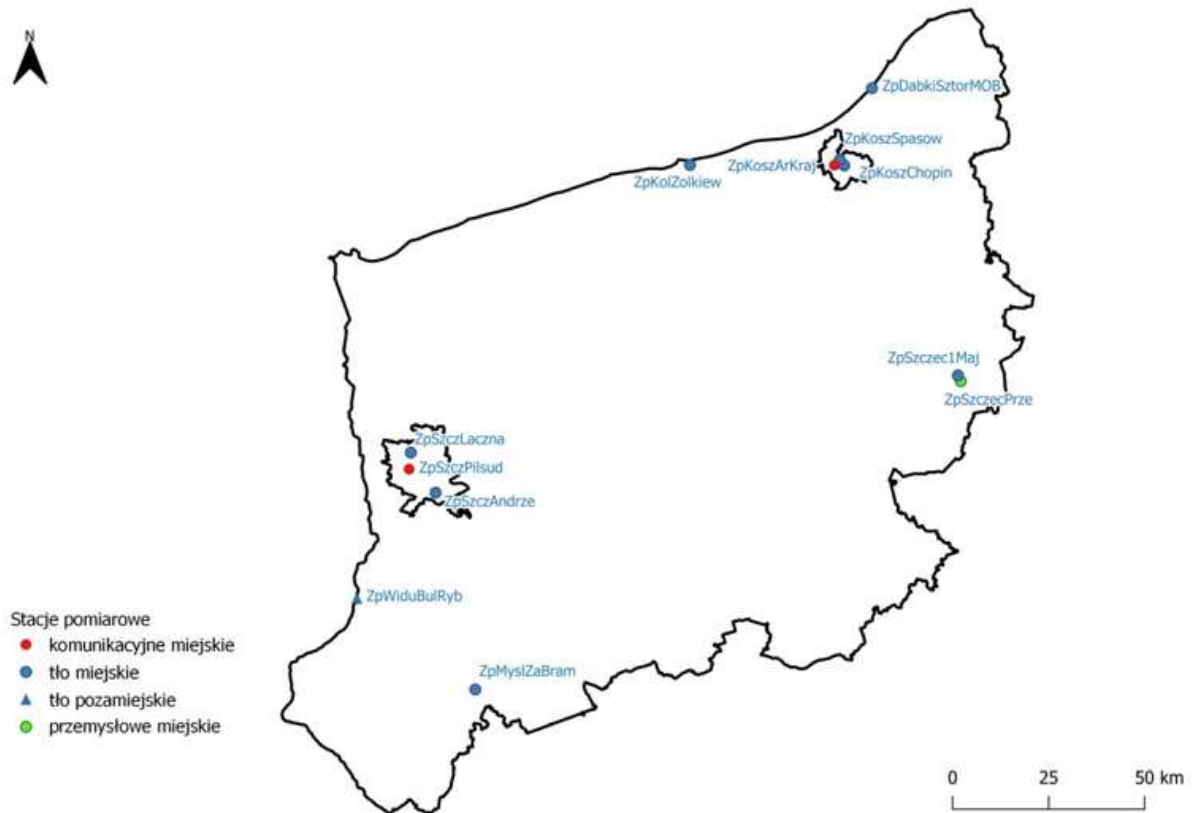 N
ZpDabkiSztorMOB
ZpKoszSpasow
ZpKoszArKraj
ZpKoszChopin
ZpKolZolkiew
ZpSzczec1Maj
ZpSzczecPrze
ZpSzczLaczna
ZpSzczPilsud
ZpSzczAndrze
ZpWiduBulRyb
ZpMyslZaBram
Stacje pomiarowe
komunikacyjne miejskie
tło miejskie
tło pozamiejskie
przemysłowe miejskie
0 25 50 km